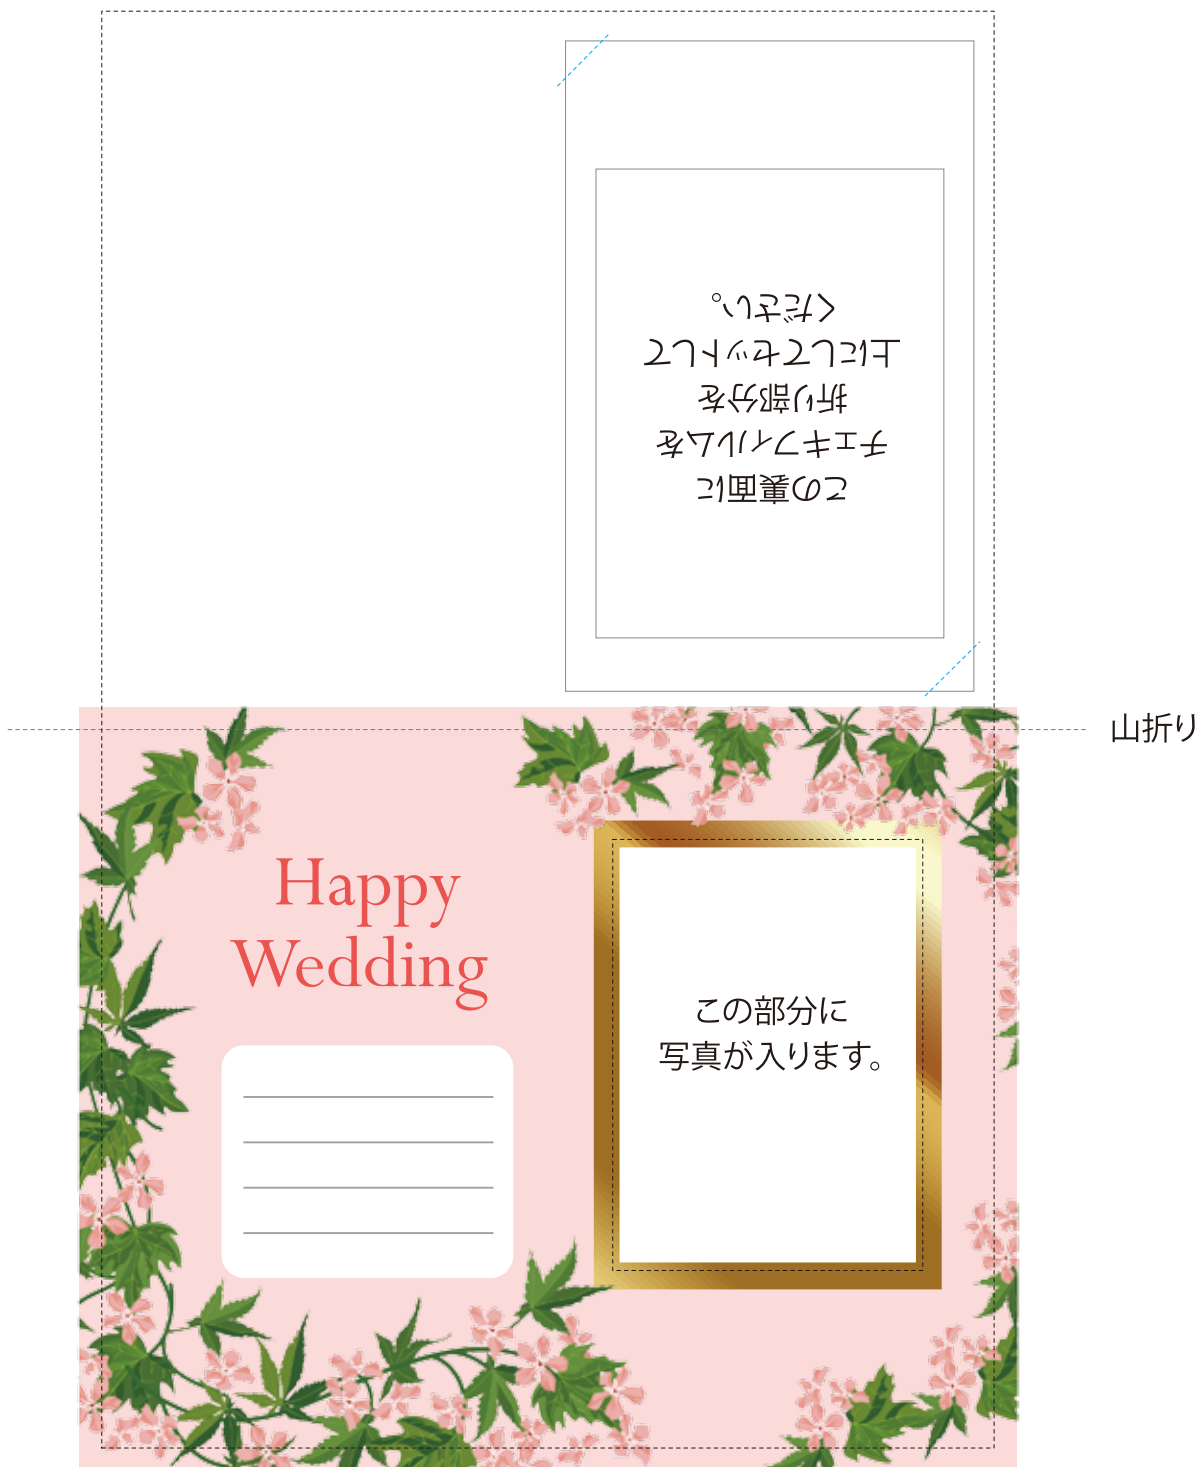 この裏面に
チェキフィルムを
折り部分を
上にしてセットして
ください。
山折り
Happy
Wedding
この部分に
写真が入ります。